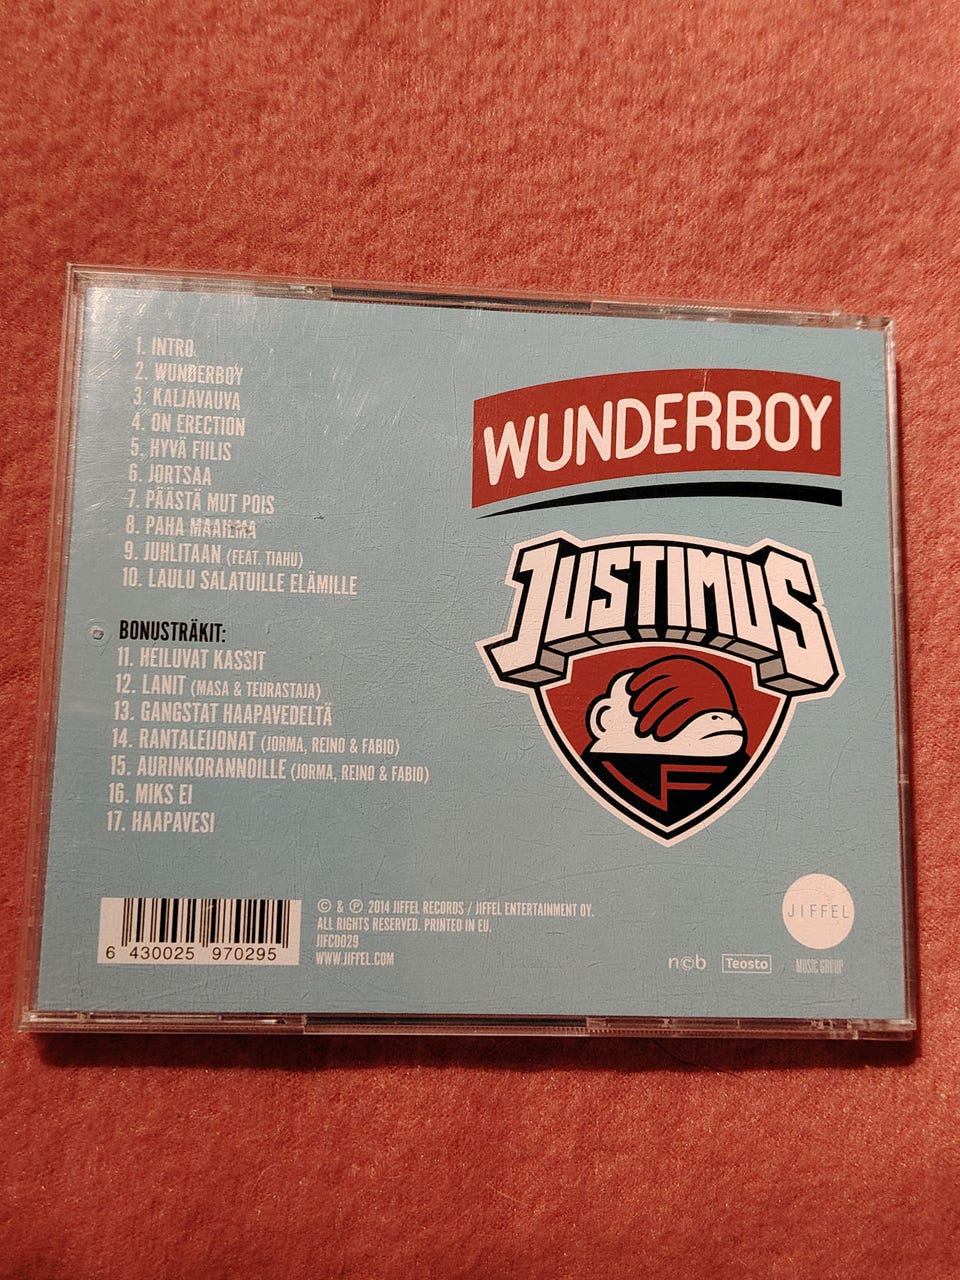 1. INTRO
2. WUNDERBOY
3. KALJAVAUVA
4. ON ERECTION
5. HYVÄ FIILIS
6. JORTSAA
7. PÄÄSTÄ MUT POIS
8. PAHA MAAILMA
9. JUHLITAAN (FEAT. TIAHU)
10. LAULU SALATUILLE ELÄMILLE
BONUSTRÄKIT:
11. HEILUVAT KASSIT
12. LANIT (MASA & TEURASTAJA)
13. GANGSTAT HAAPAVEDELTÄ
14. RANTALEIJONAT (JORMA, REINO & FABIO)
15. AURINKORANNOILLE (JORMA, REINO & FABIO)
16. MIKS EI
17. HAAPAVESI
WUNDERBOY
JUSTIMUS
6 430025 970295
© & ℗ 2014 JIFFEL RECORDS / JIFFEL ENTERTAINMENT OY.
ALL RIGHTS RESERVED. PRINTED IN EU.
JIFCD029
WWW.JIFFEL.COM
n©b
Teosto
JIFFEL
MUSIC GROUP